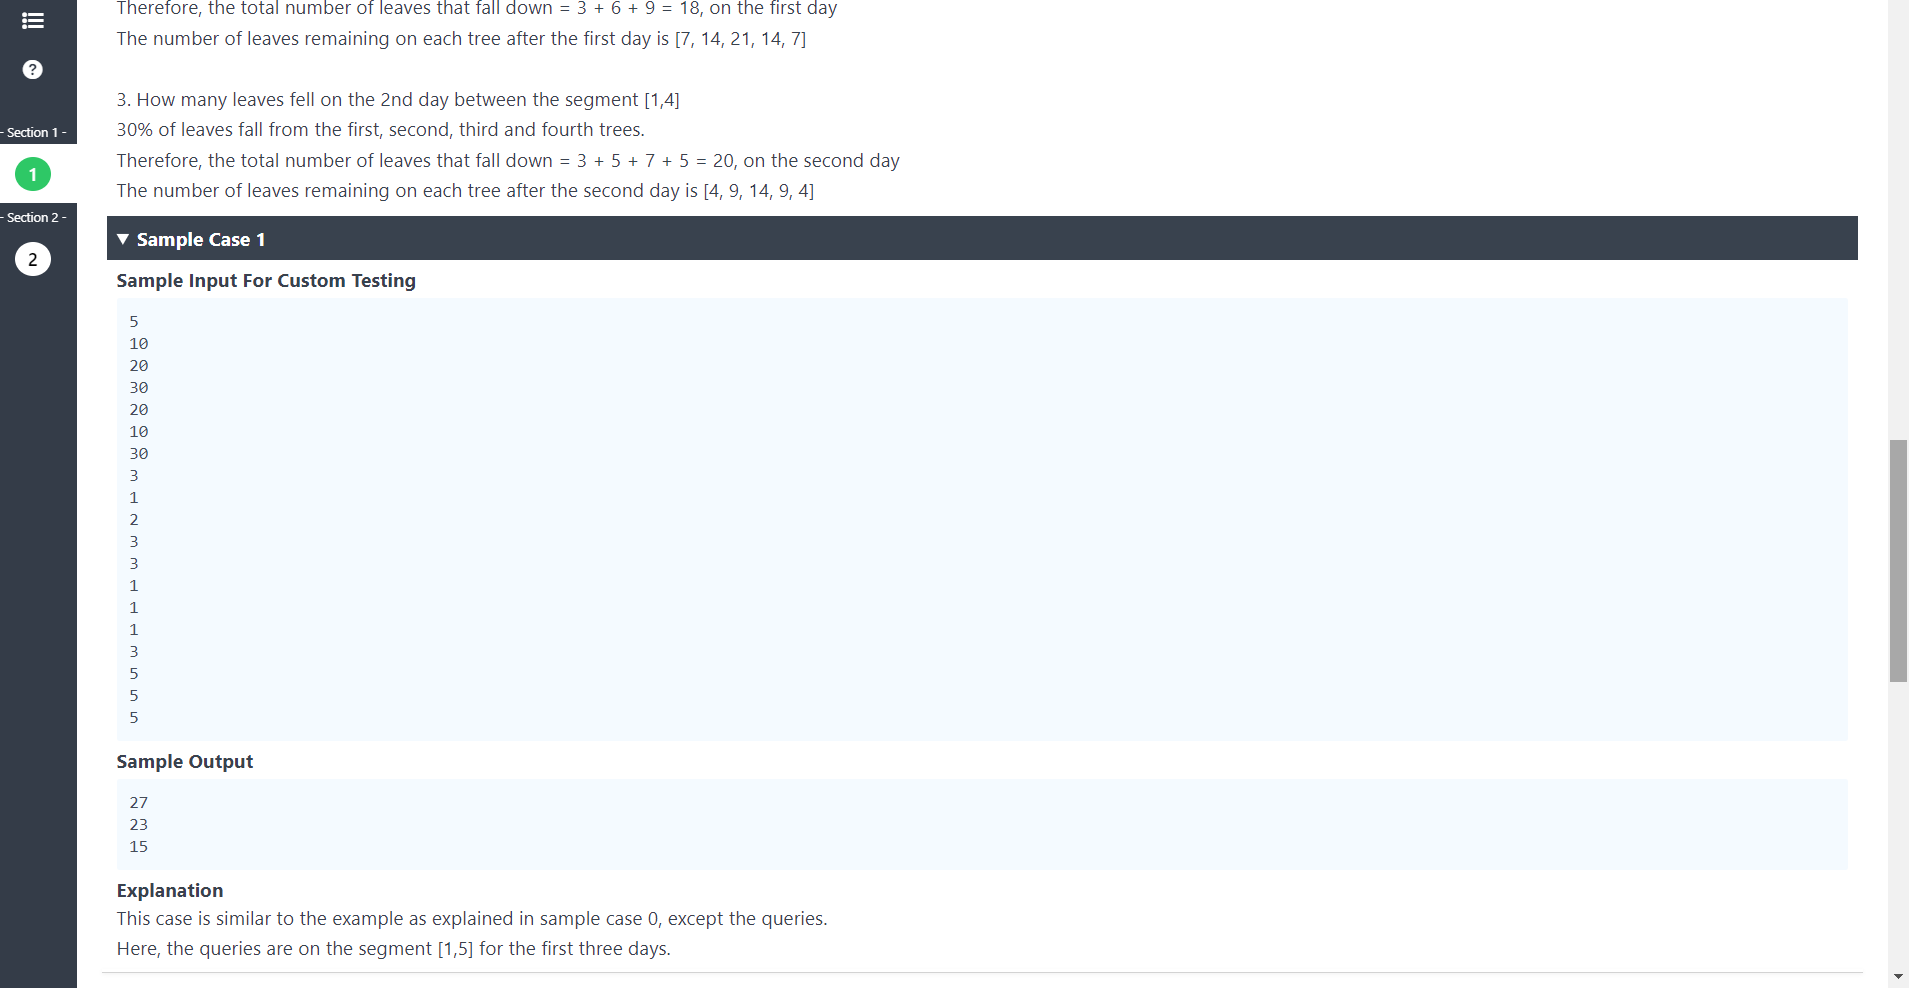 Therefore, the total number of leaves that fall down = 3 + 6 + 9 = 18, on the first day
The number of leaves remaining on each tree after the first day is [7, 14, 21, 14, 7]
?
3. How many leaves fell on the 2nd day between the segment [1,4]
30% of leaves fall from the first, second, third and fourth trees.
- Section 1 -
Therefore, the total number of leaves that fall down = 3 + 5 + 7 + 5 = 20, on the second day
1
The number of leaves remaining on each tree after the second day is [4, 9, 14, 9, 4]
- Section 2 -
2
▼ Sample Case 1
Sample Input For Custom Testing
5
10
20
30
20
10
30
3
1
2
3
3
1
1
1
3
5
5
5
Sample Output
27
23
15
Explanation
This case is similar to the example as explained in sample case 0, except the queries.
Here, the queries are on the segment [1,5] for the first three days.